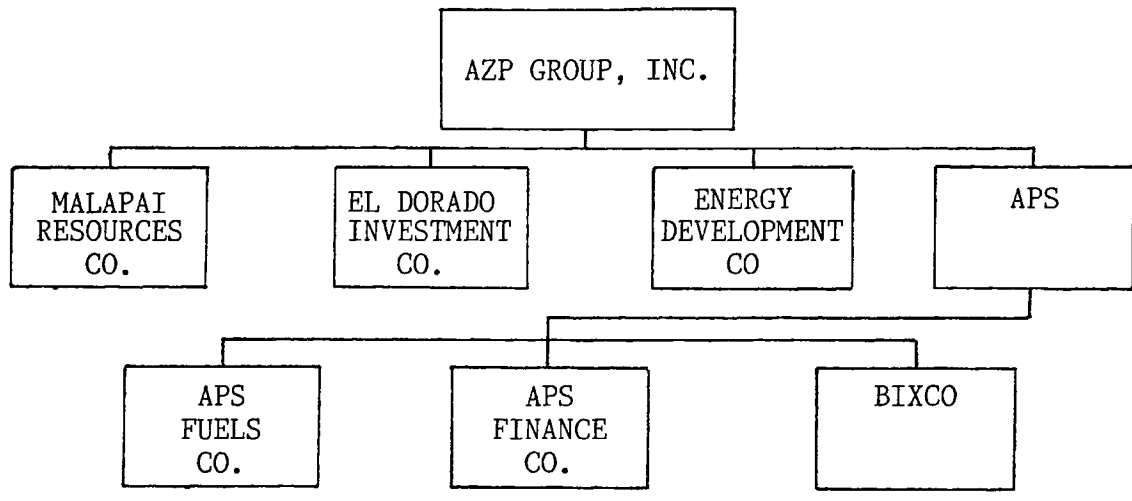 AZP GROUP, INC.
MALAPAI
RESOURCES
CO.
EL DORADO
INVESTMENT
CO.
ENERGY
DEVELOPMENT
CO
APS
APS
FUELS
CO.
APS
FINANCE
CO.
BIXCO